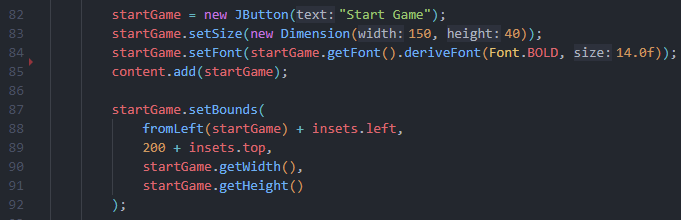 82 startGame = new JButton(text: "Start Game");
83 startGame.setSize(new Dimension(width: 150, height: 40));
84 startGame.setFont(startGame.getFont().deriveFont(Font.BOLD, size: 14.0f));
85 content.add(startGame);
86
87 startGame.setBounds(
88 fromLeft(startGame) + insets.left,
89 200 + insets.top,
90 startGame.getWidth(),
91 startGame.getHeight()
92 );